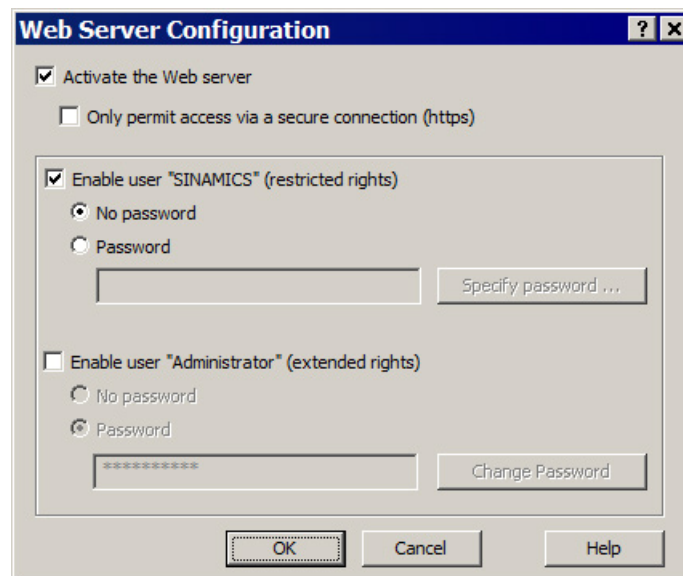 Web Server Configuration
Activate the Web server
Only permit access via a secure connection (https)
Enable user "SINAMICS" (restricted rights)
No password
Password
Specify password ...
Enable user "Administrator" (extended rights)
No password
Password
**********
Change Password
OK
Cancel
Help